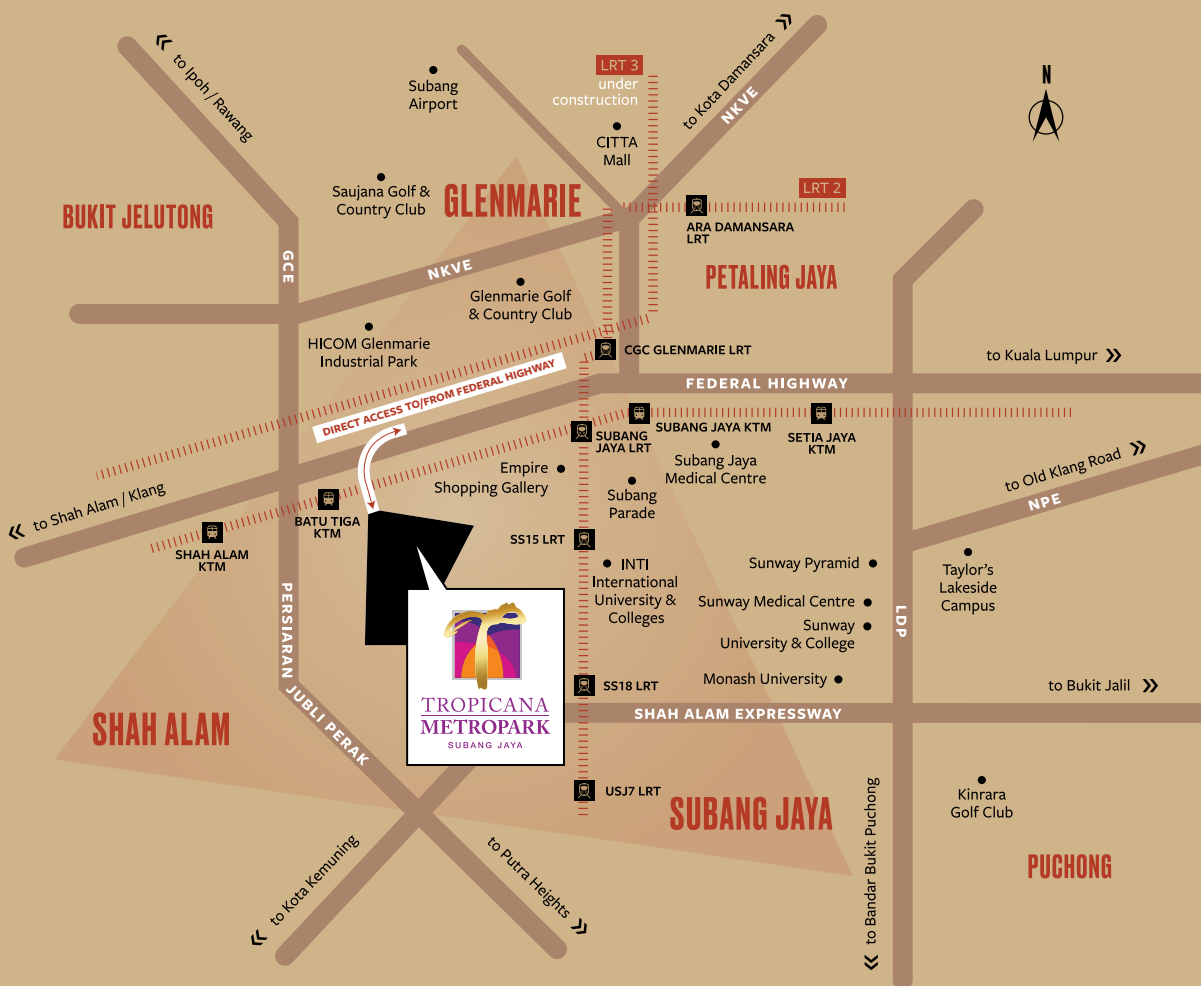 to Ipoh / Rawang
Subang
Airport
LRT 3
under
construction
to Kota Damansara
NKVE
N
CITTA
Mall
Saujana Golf &
Country Club
GLENMARIE
LRT 2
BUKIT JELUTONG
ARA DAMANSARA
LRT
GCE
NKVE
PETALING JAYA
Glenmarie Golf
& Country Club
HICOM Glenmarie
Industrial Park
CGC GLENMARIE LRT
to Kuala Lumpur
FEDERAL HIGHWAY
DIRECT ACCESS TO/FROM FEDERAL HIGHWAY
SUBANG JAYA KTM
SUBANG
JAYA LRT
SETIA JAYA
KTM
Subang Jaya
Medical Centre
Empire
Shopping Gallery
to Old Klang Road
NPE
Subang
Parade
to Shah Alam / Klang
BATU TIGA
KTM
SHAH ALAM
KTM
SS15 LRT
INTI
International
University &
Colleges
Sunway Pyramid
Taylor's
Lakeside
Campus
Sunway Medical Centre
Sunway
University & College
LDP
PERSIARAN
JUBLI PERAK
Monash University
SS18 LRT
to Bukit Jalil
TROPICANA
METROPARK
SUBANG JAYA
SHAH ALAM EXPRESSWAY
SHAH ALAM
USJ7 LRT
SUBANG JAYA
Kinrara
Golf Club
to Bandar Bukit Puchong
PUCHONG
to Kota Kemuning
to Putra Heights